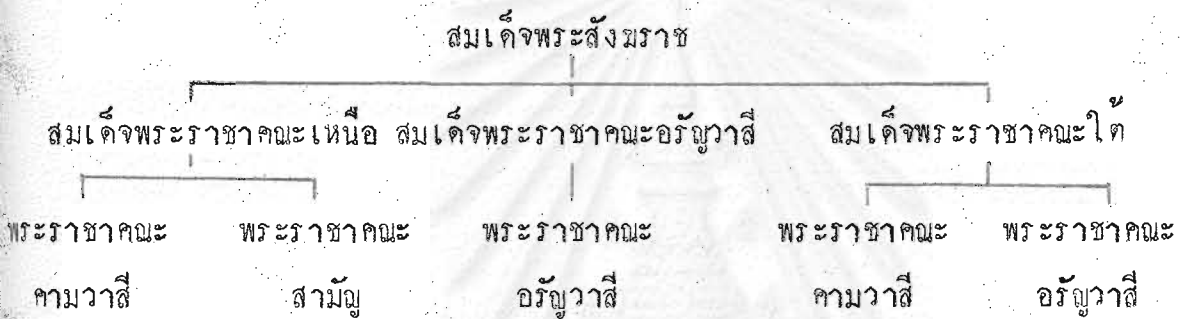 สมเด็จพระสังฆราช
สมเด็จพระราชาคณะเหนือ สมเด็จพระราชาคณะอรัญวาสี สมเด็จพระราชาคณะใต้
พระราชาคณะ พระราชาคณะ พระราชาคณะ พระราชาคณะ พระราชาคณะ
คามวาสี สามัญ อรัญวาสี คามวาสี อรัญวาสี